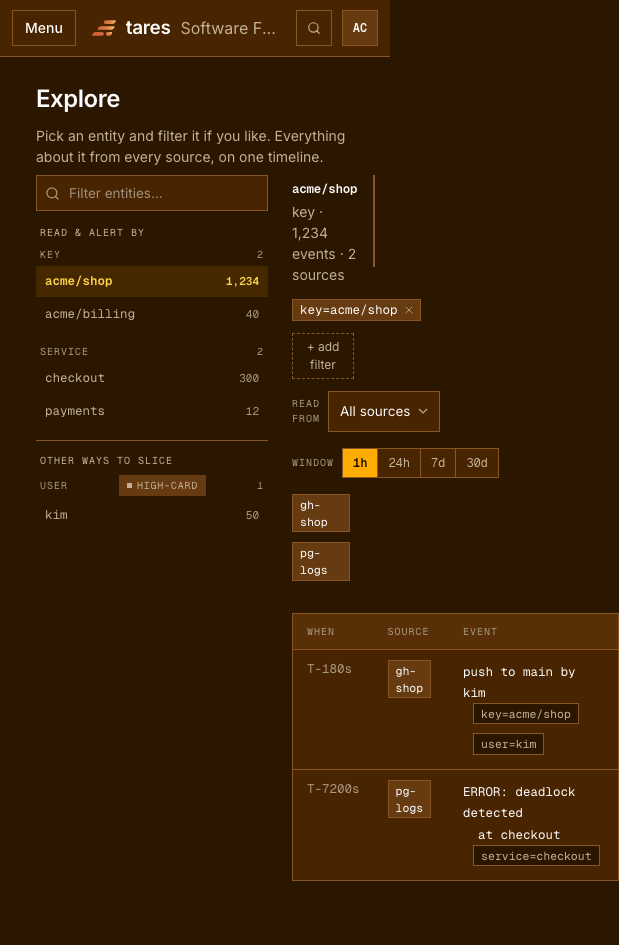 Menu
tares Software F...
AC
Explore
Pick an entity and filter it if you like. Everything
about it from every source, on one timeline.
Filter entities...
READ & ALERT BY
KEY 2
acme/shop 1,234
acme/billing 40
SERVICE 2
checkout 300
payments 12
OTHER WAYS TO SLICE
USER HIGH-CARD 1
kim 50
acme/shop
key ·
1,234
events · 2
sources
key=acme/shop ×
+ add
filter
READ
FROM
All sources
WINDOW 1h 24h 7d 30d
gh-
shop
pg-
logs
WHEN SOURCE EVENT
T-180s
gh-
shop
push to main by
kim
key=acme/shop
user=kim
T-7200s
pg-
logs
ERROR: deadlock
detected
at checkout
service=checkout